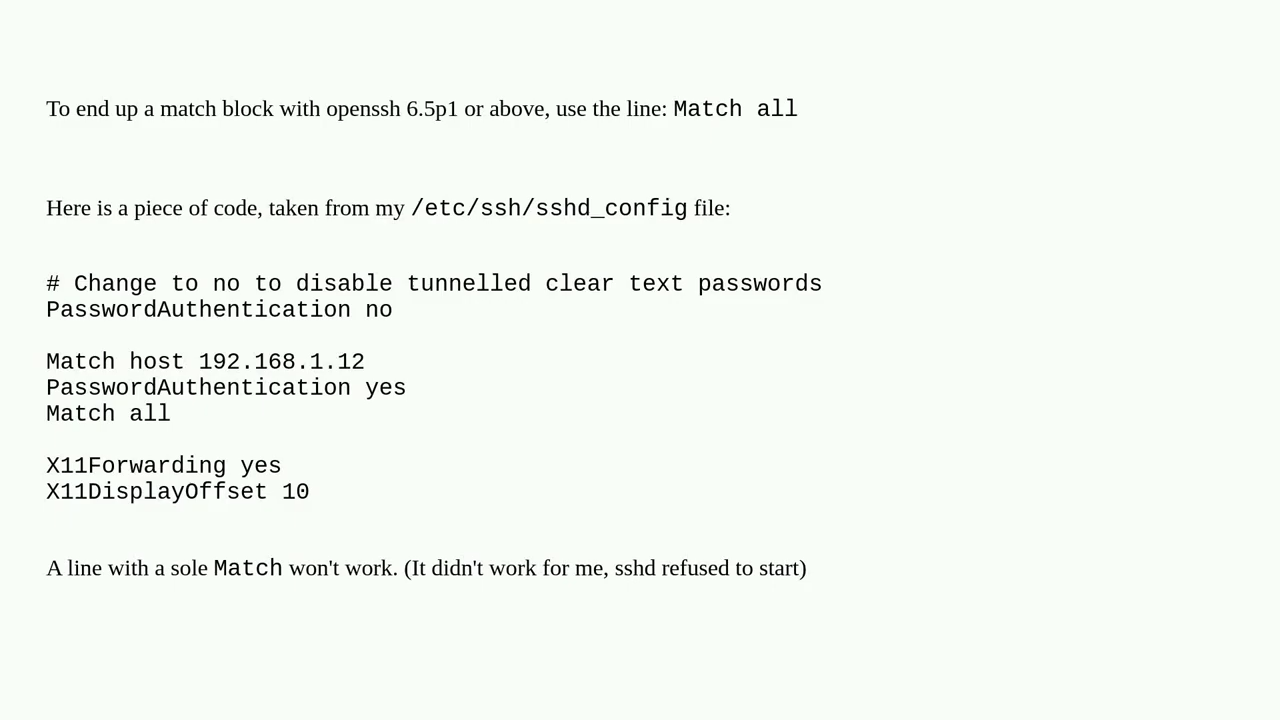 To end up a match block with openssh 6.5p1 or above, use the line: Match all
Here is a piece of code, taken from my /etc/ssh/sshd_config file:
# Change to no to disable tunnelled clear text passwords
PasswordAuthentication no
Match host 192.168.1.12
PasswordAuthentication yes
Match all
X11Forwarding yes
X11DisplayOffset 10
A line with a sole Match won't work. (It didn't work for me, sshd refused to start)